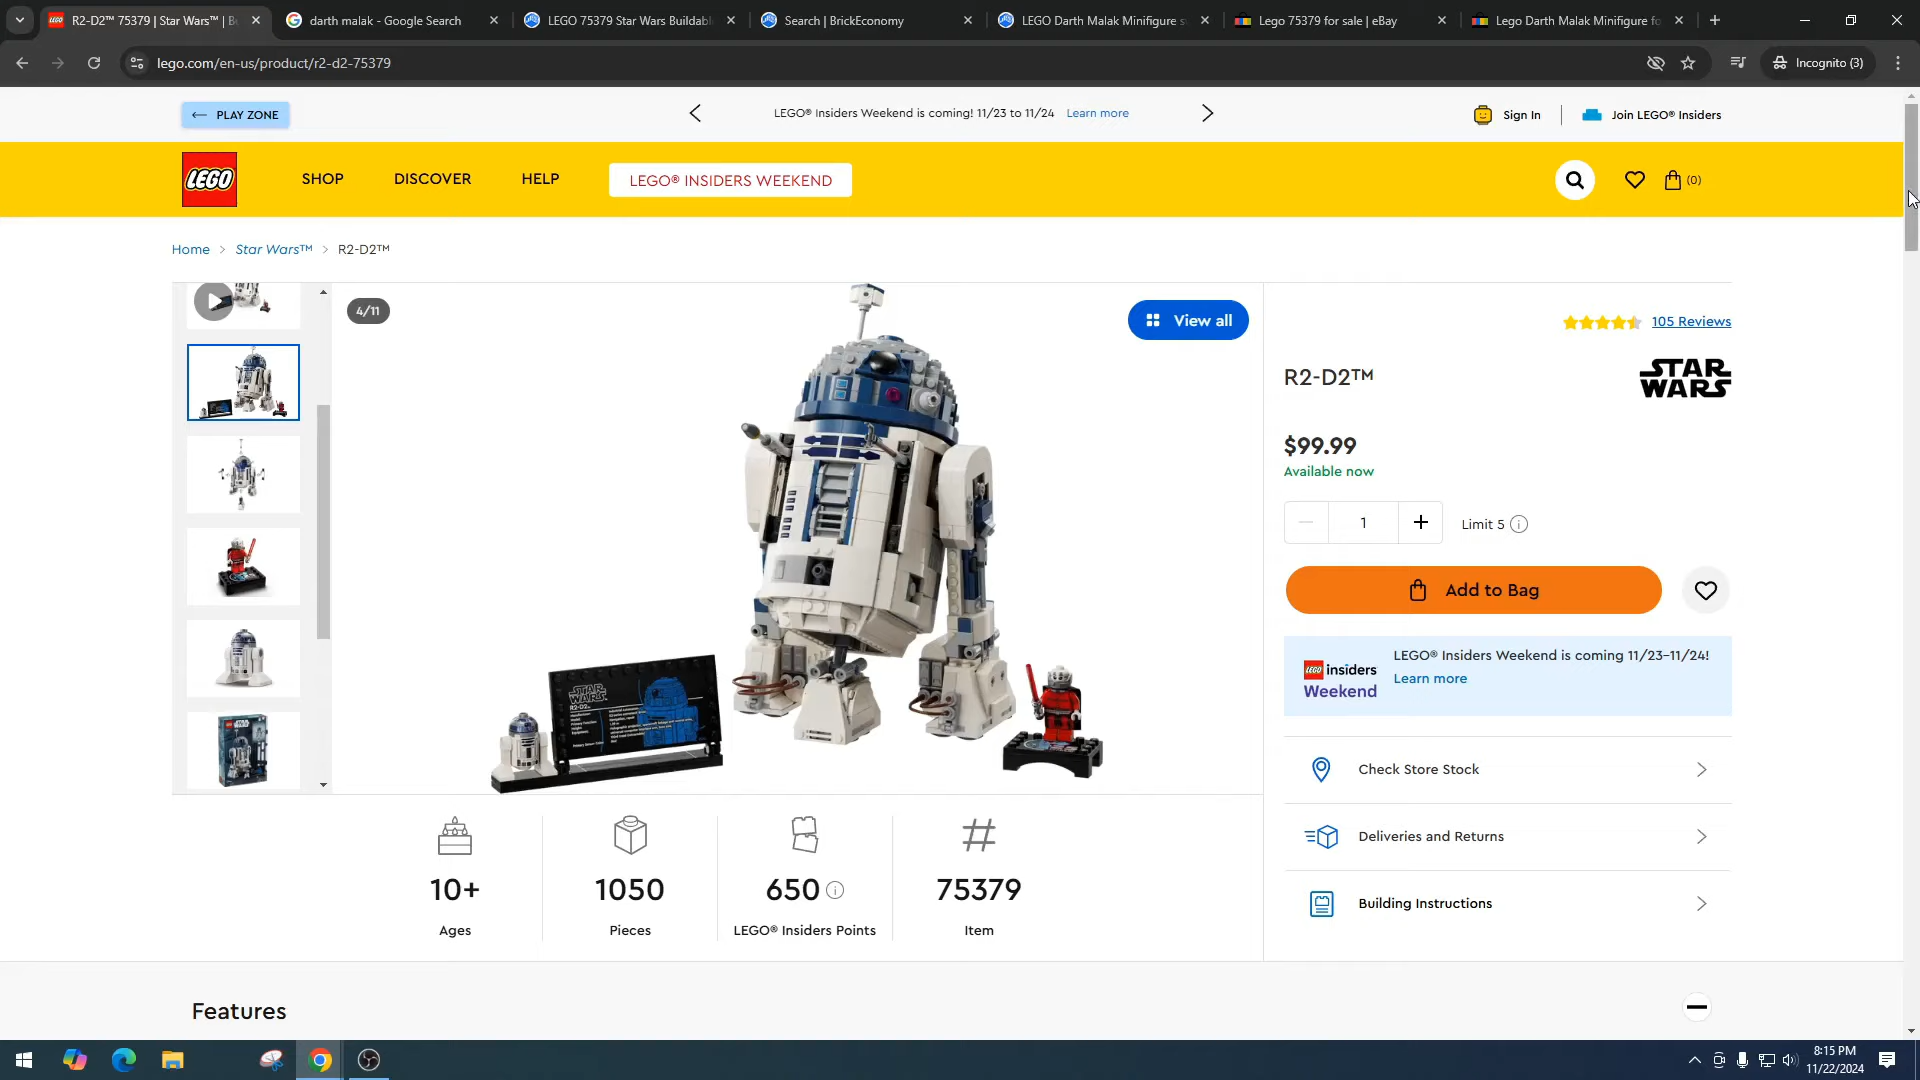 R2-D2™ 75379 | Star Wars™ | B
darth malak - Google Search
LEGO 75379 Star Wars Buildabl
Search | BrickEconomy
LEGO Darth Malak Minifigure s
Lego 75379 for sale | eBay
Lego Darth Malak Minifigure fo
lego.com/en-us/product/r2-d2-75379
Incognito (3)
PLAY ZONE
LEGO® Insiders Weekend is coming! 11/23 to 11/24 Learn more
Sign In
Join LEGO® Insiders
LEGO
SHOP
DISCOVER
HELP
LEGO® INSIDERS WEEKEND
(0)
Home > Star Wars™ > R2-D2™
4/11
View all
105 Reviews
R2-D2™
STAR
WARS
$99.99
Available now
1
Limit 5
Add to Bag
LEGO insiders
Weekend
LEGO® Insiders Weekend is coming 11/23-11/24!
Learn more
Check Store Stock
Deliveries and Returns
Building Instructions
STAR
WARS
R2-D2
10+
Ages
1050
Pieces
650
LEGO® Insiders Points
75379
Item
Features
8:15 PM
11/22/2024